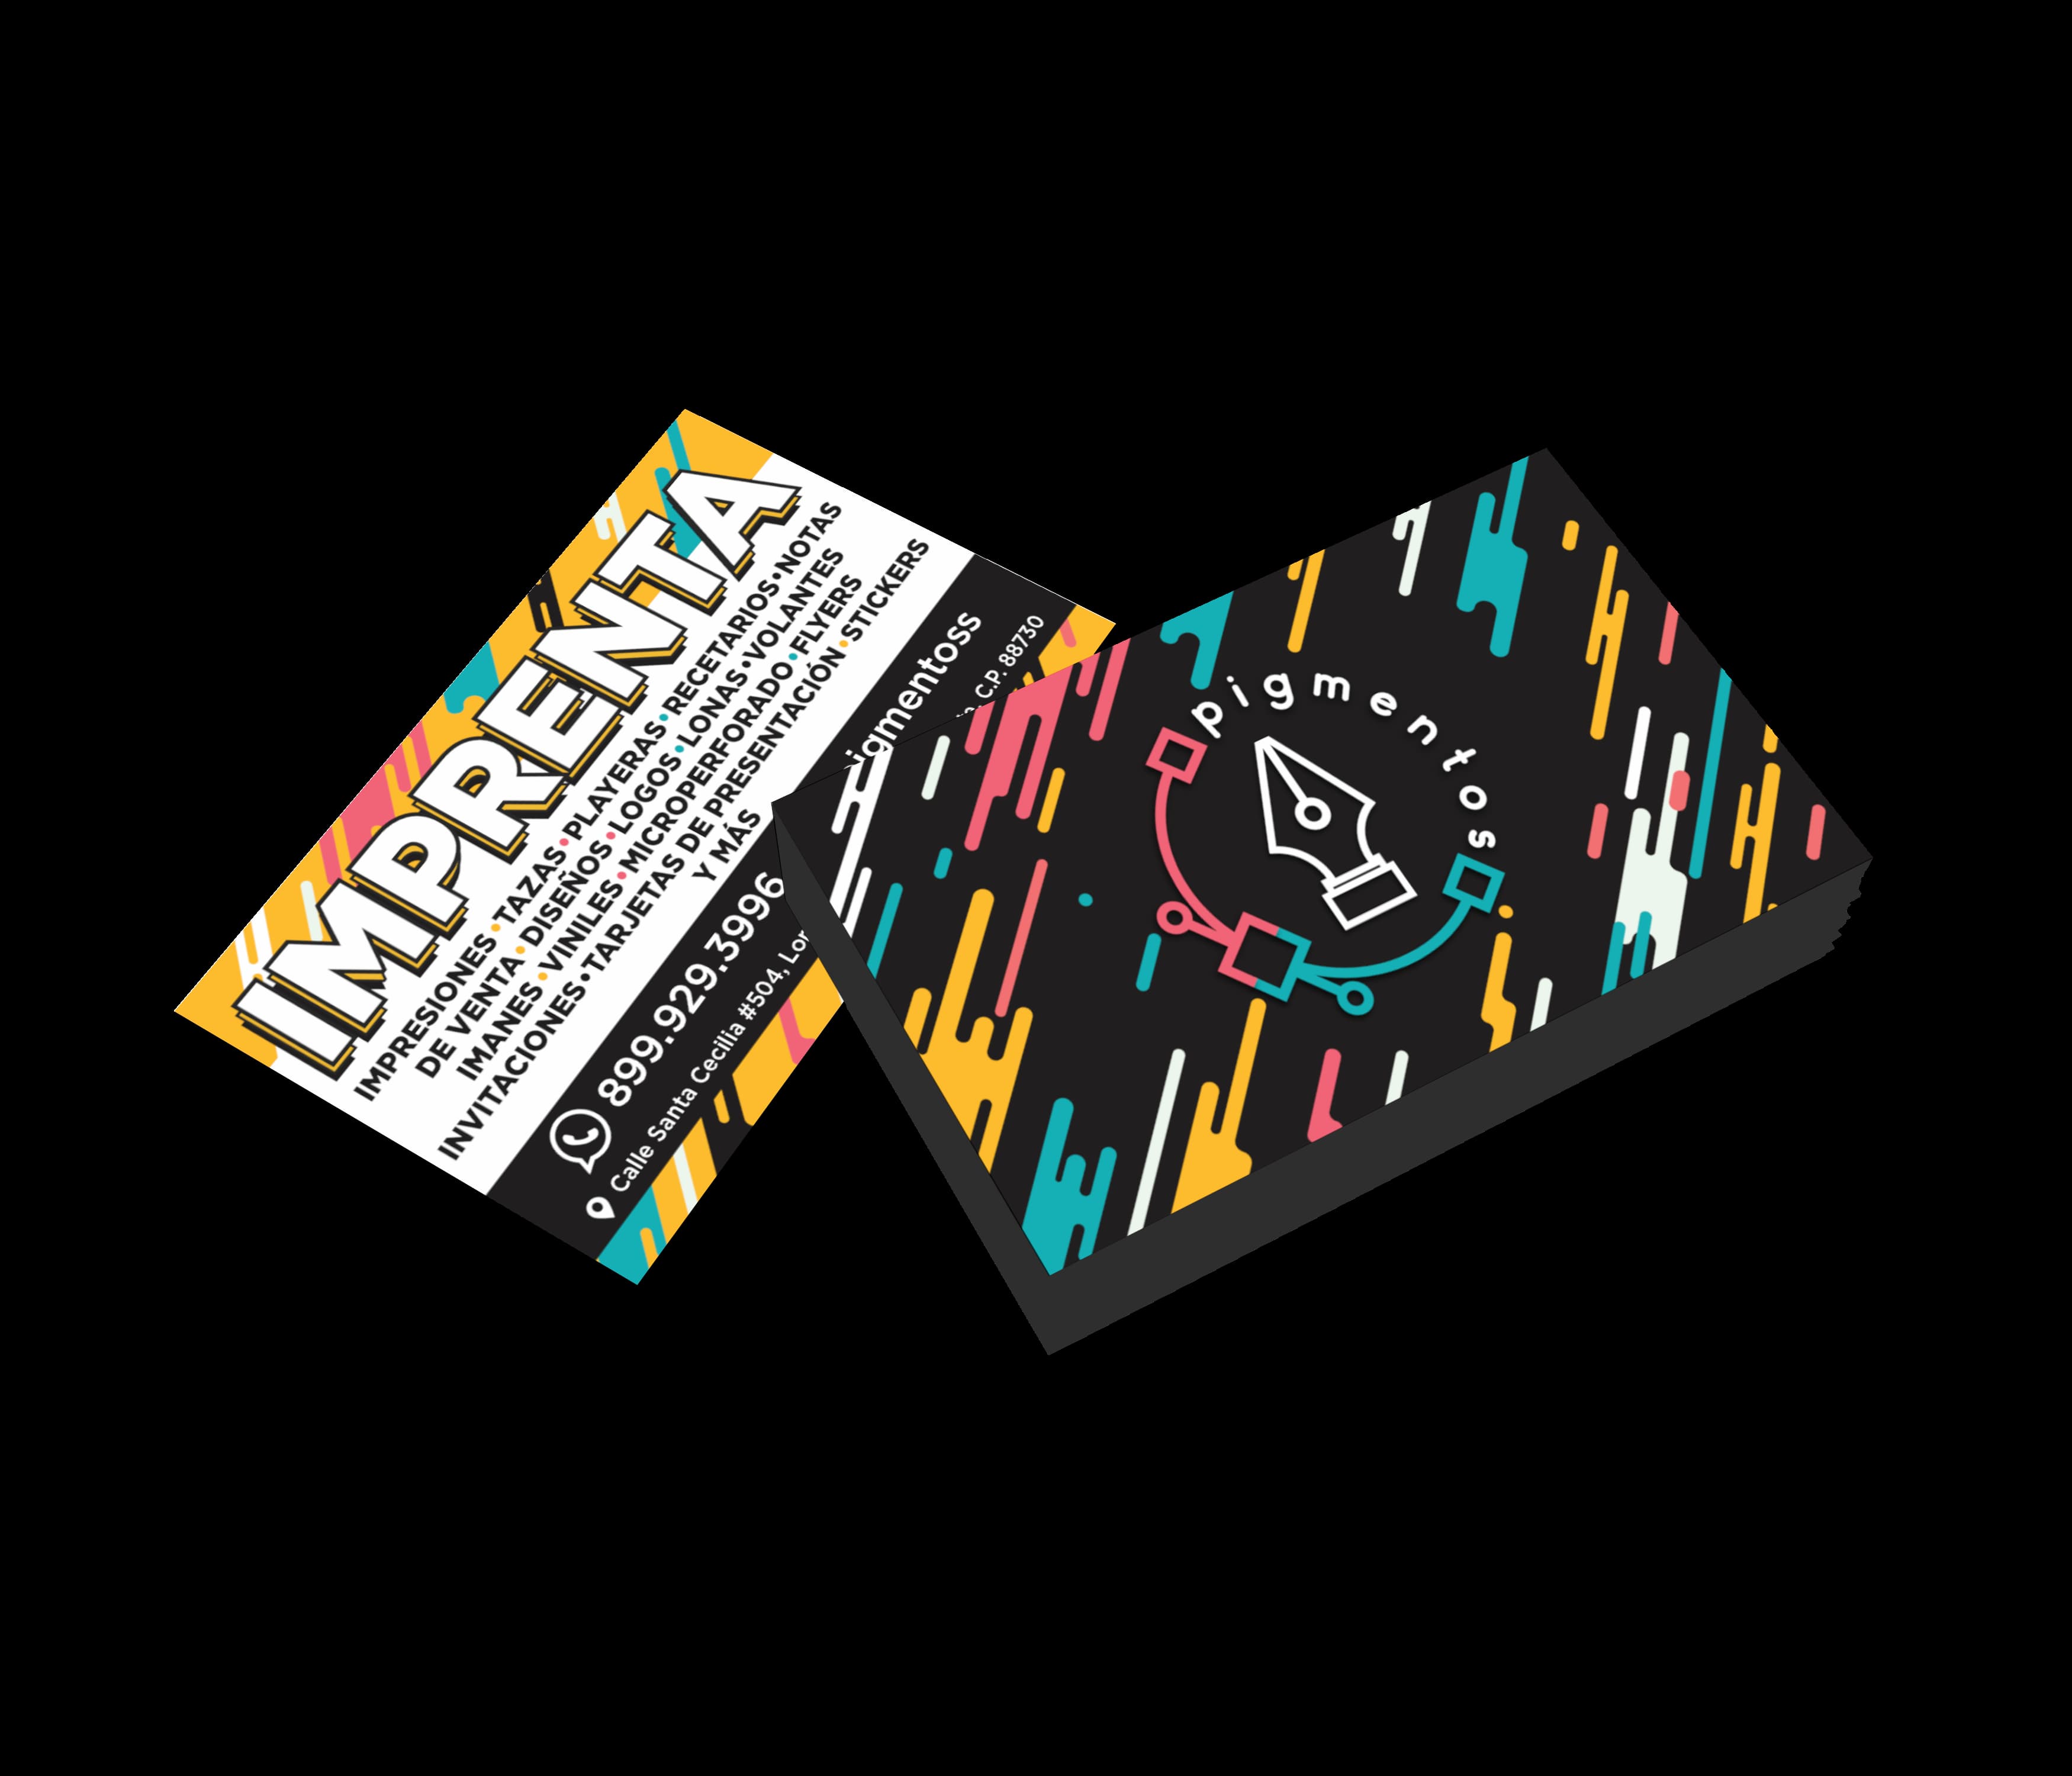 IMPRENTA
IMPRESIONES • TAZAS • PLAYERAS • RECETARIOS • NOTAS
DE VENTA • DISEÑOS • LOGOS • LONAS • VOLANTES
IMANES • VINILES • MICROPERFORADO • FLYERS
INVITACIONES • TARJETAS DE PRESENTACIÓN • STICKERS
Y MÁS
899.929.3996 igmentoss
Calle Santa Cecilia #504, C.P. 88730
pigmentos